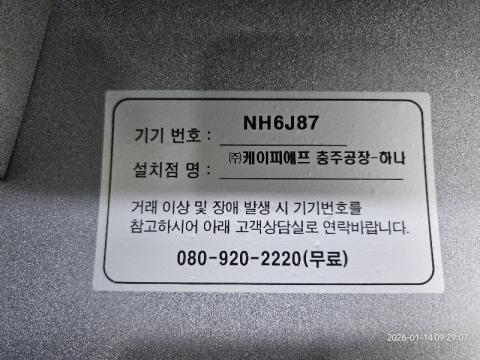 기기 번호 : NH6J87
설치점 명 : ㈜케이피에프 충주공장-하나
거래 이상 및 장애 발생 시 기기번호를
참고하시어 아래 고객상담실로 연락바랍니다.
080-920-2220(무료)
2026-01-14 09:29:07